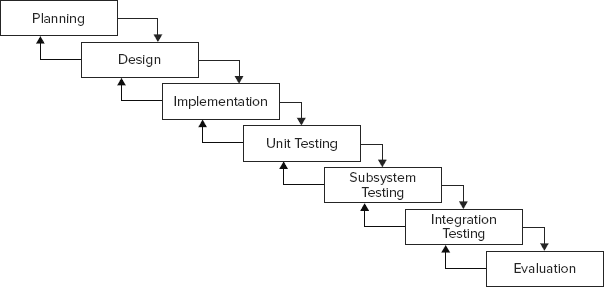 Planning
Design
Implementation
Unit Testing
Subsystem
Testing
Integration
Testing
Evaluation